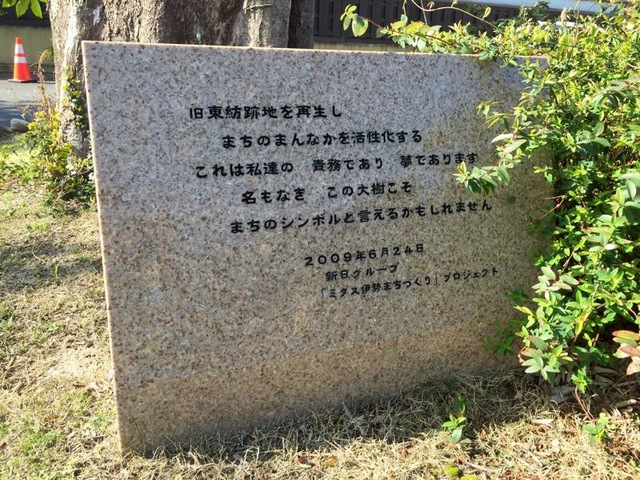 旧東紡跡地を再生し
まちのまんなかを活性化する
これは私達の 責務であり 夢であります
名もなき この大樹こそ
まちのシンボルと言えるかもしれません
2009年6月24日
新日グループ
「ミダス伊勢まちつくり」プロジェクト